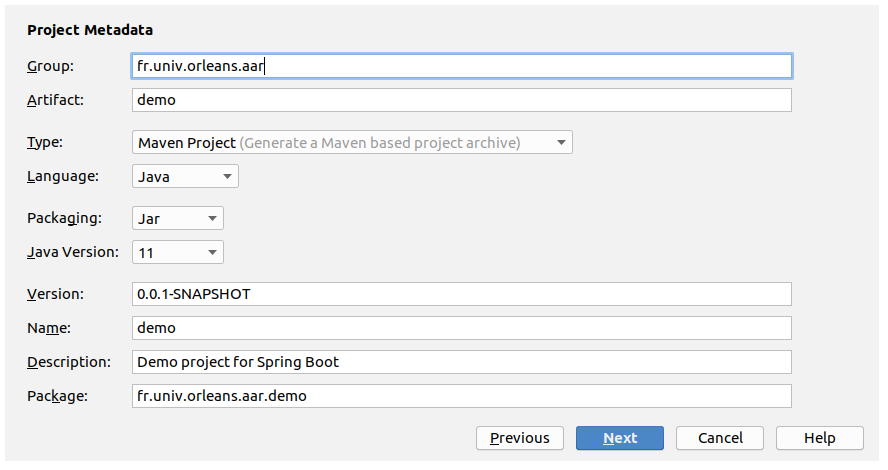 Project Metadata
Group: fr.univ.orleans.aar
Artifact: demo
Type: Maven Project (Generate a Maven based project archive)
Language: Java
Packaging: Jar
Java Version: 11
Version: 0.0.1-SNAPSHOT
Name: demo
Description: Demo project for Spring Boot
Package: fr.univ.orleans.aar.demo
Previous Next Cancel Help